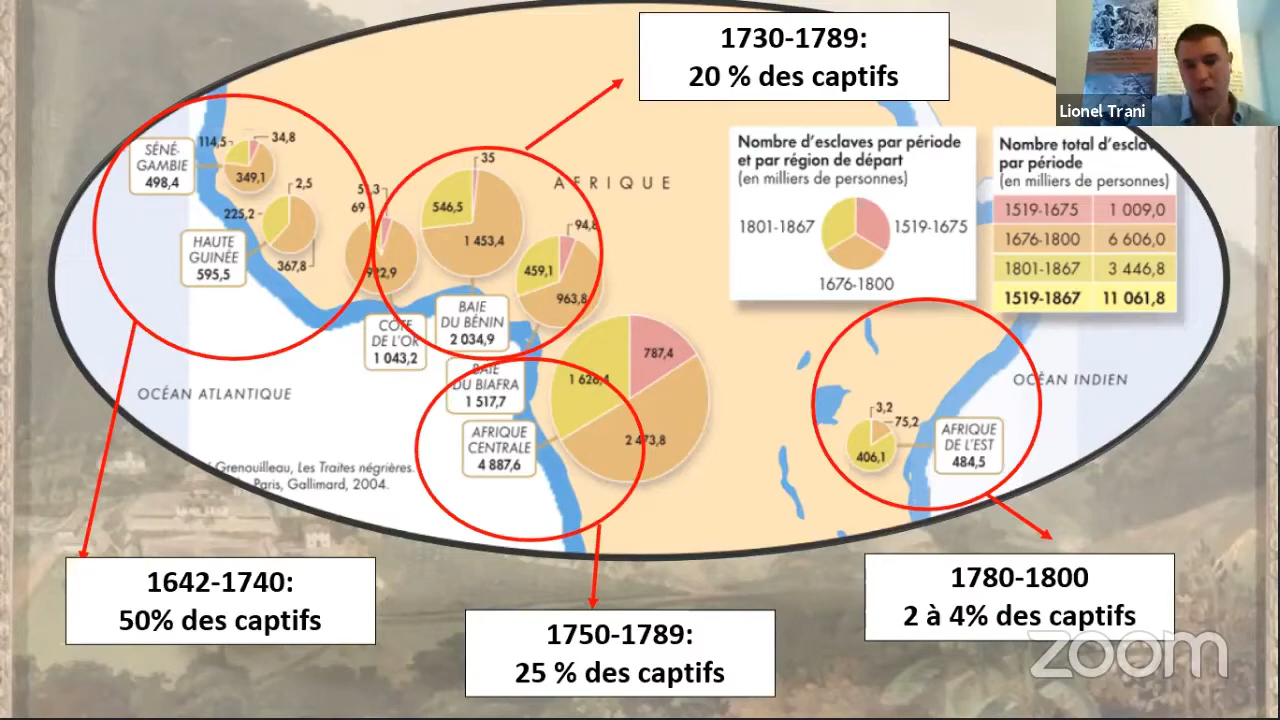 1730-1789:
20 % des captifs
Lionel Trani
SÉNÉ-
GAMBIE
498,4
114,5
34,8
349,1
2,5
225,2
367,8
HAUTE
GUINÉE
595,5
69
922,9
CÔTE
DE L'OR
1 043,2
35
546,5
1 453,4
BAIE
DU BÉNIN
2 034,9
AFRIQUE
94,8
459,1
963,8
BAIE
DU BIAFRA
1 517,7
787,4
2 473,8
AFRIQUE
CENTRALE
4 887,6
Nombre d'esclaves par période
et par région de départ
(en milliers de personnes)
1801-1867
1519-1675
1676-1800
Nombre total d'escla
par période
(en milliers de personnes)
1519-1675 1 009,0
1676-1800 6 606,0
1801-1867 3 446,8
1519-1867 11 061,8
OCÉAN ATLANTIQUE
OCÉAN INDIEN
3,2
75,2
406,1
AFRIQUE
DE L'EST
484,5
Grenouilleau, Les Traites négrières.
Paris, Gallimard, 2004.
1642-1740:
50% des captifs
1750-1789:
25 % des captifs
1780-1800
2 à 4% des captifs
zoom